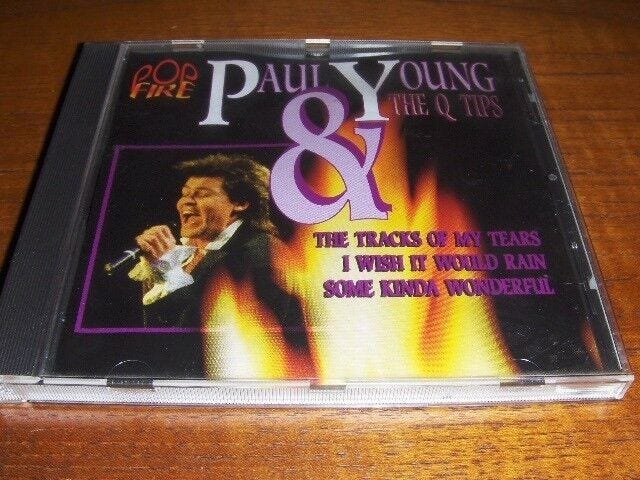 POP
FIRE
PAUL YOUNG
&
THE Q TIPS
THE TRACKS OF MY TEARS
I WISH IT WOULD RAIN
SOME KINDA WONDERFUL